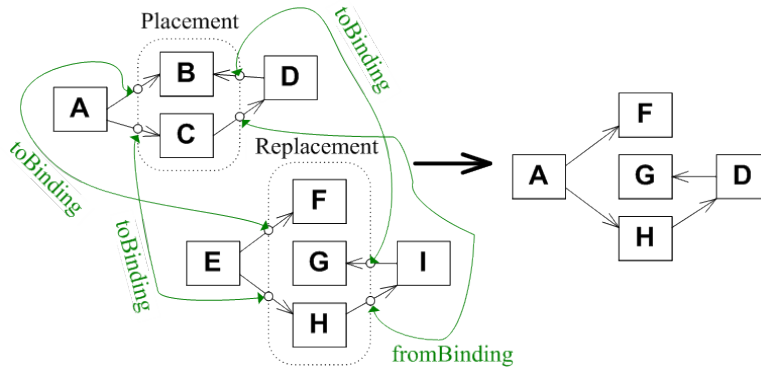 Placement
toBinding
B
D
A
C
F
Replacement
toBinding
A
G
D
F
toBinding
H
E
G
I
H
fromBinding